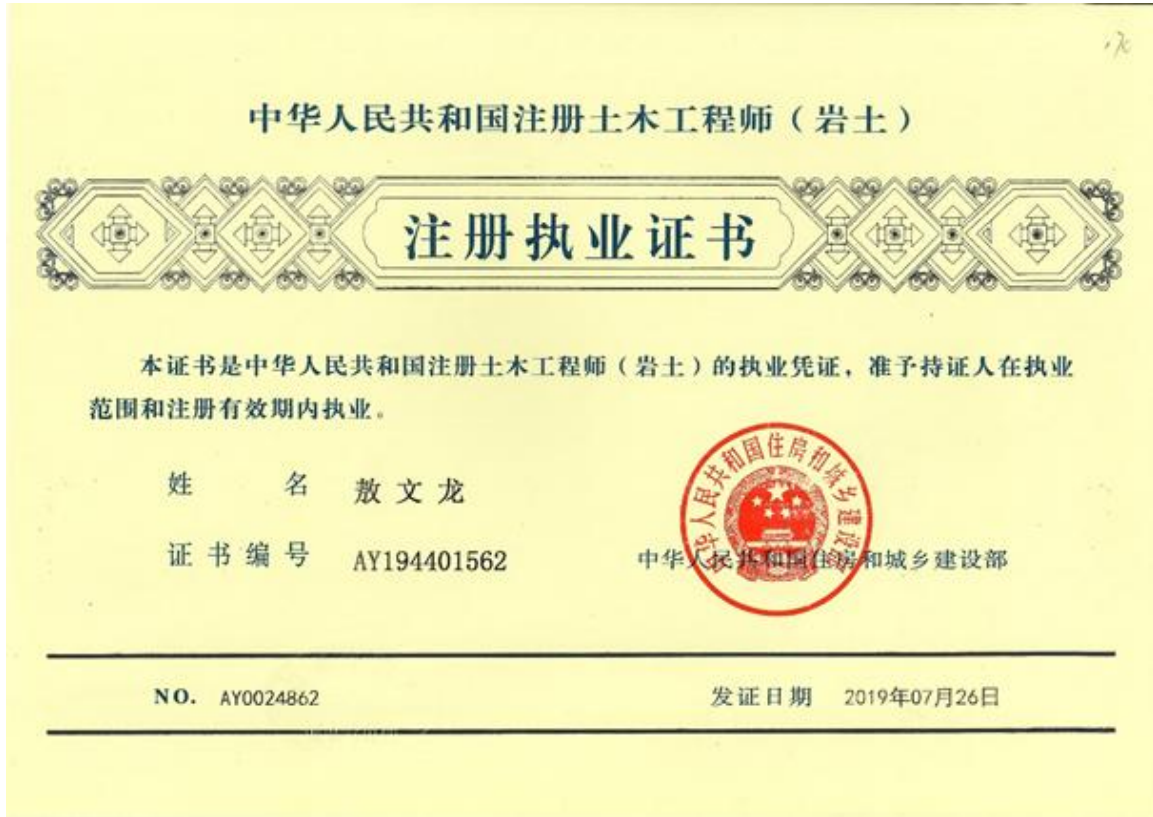 中华人民共和国注册土木工程师（岩土）
注册执业证书
本证书是中华人民共和国注册土木工程师（岩土）的执业凭证，准予持证人在执业
范围和注册有效期内执业。
姓 名 敖文龙
证书编号 AY194401562
中华人民共和国住房和城乡建设部
中华人民共和国住房和城乡建设部
NO. AY0024862
发证日期 2019年07月26日